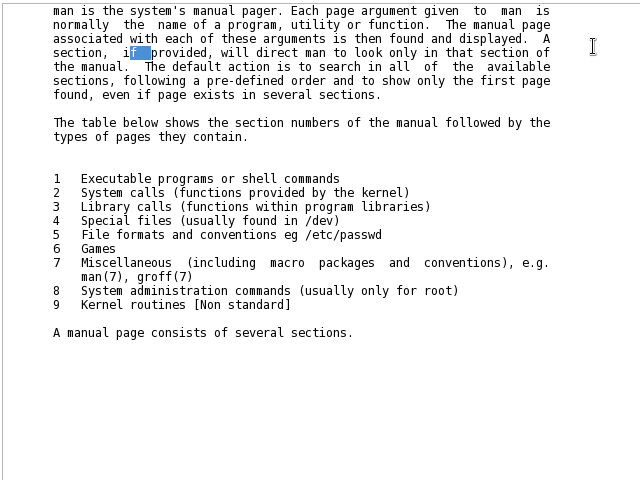 man is the system's manual pager. Each page argument given  to  man  is
normally  the  name of a program, utility or function.  The manual page
associated with each of these arguments is then found and displayed.  A
section,  if  provided, will direct man to look only in that section of
the manual.  The default action is to search in all  of  the  available
sections, following a pre-defined order and to show only the first page
found, even if page exists in several sections.

The table below shows the section numbers of the manual followed by the
types of pages they contain.

1   Executable programs or shell commands
2   System calls (functions provided by the kernel)
3   Library calls (functions within program libraries)
4   Special files (usually found in /dev)
5   File formats and conventions eg /etc/passwd
6   Games
7   Miscellaneous  (including  macro  packages  and  conventions), e.g.
    man(7), groff(7)
8   System administration commands (usually only for root)
9   Kernel routines [Non standard]

A manual page consists of several sections.